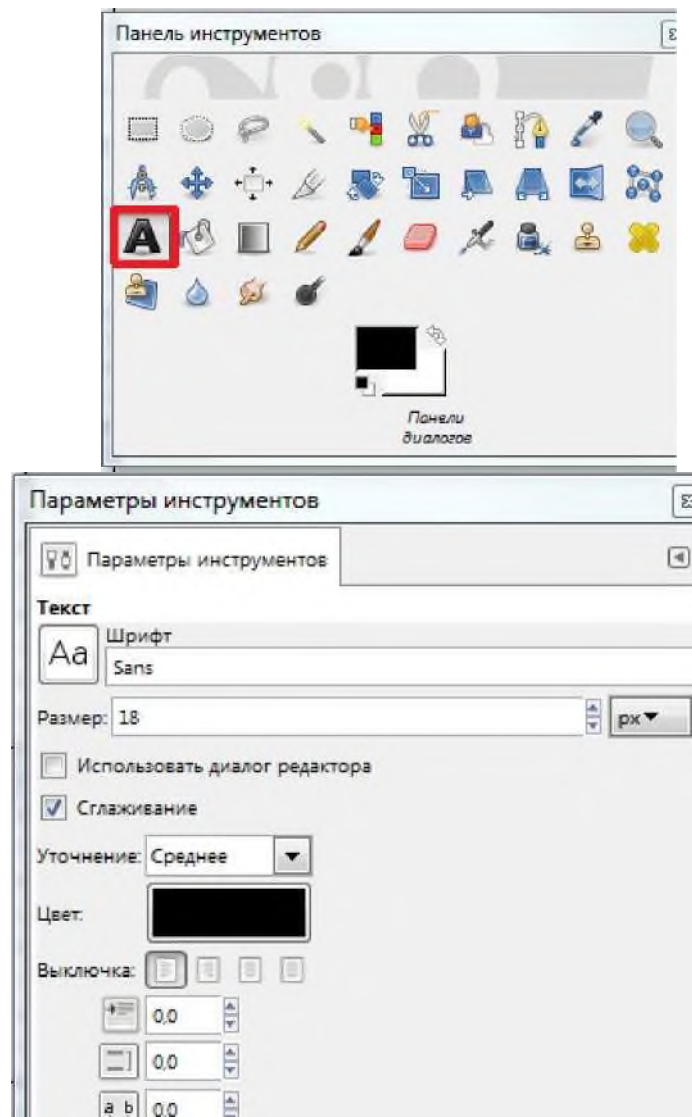 Панель инструментов
A
Панели
диалогов
Параметры инструментов
Параметры инструментов
Текст
Aa
Шрифт
Sans
Размер: 18 px
Использовать диалог редактора
Сглаживание
Уточнение: Среднее
Цвет:
Выключка:
0,0
0,0
a b 0,0